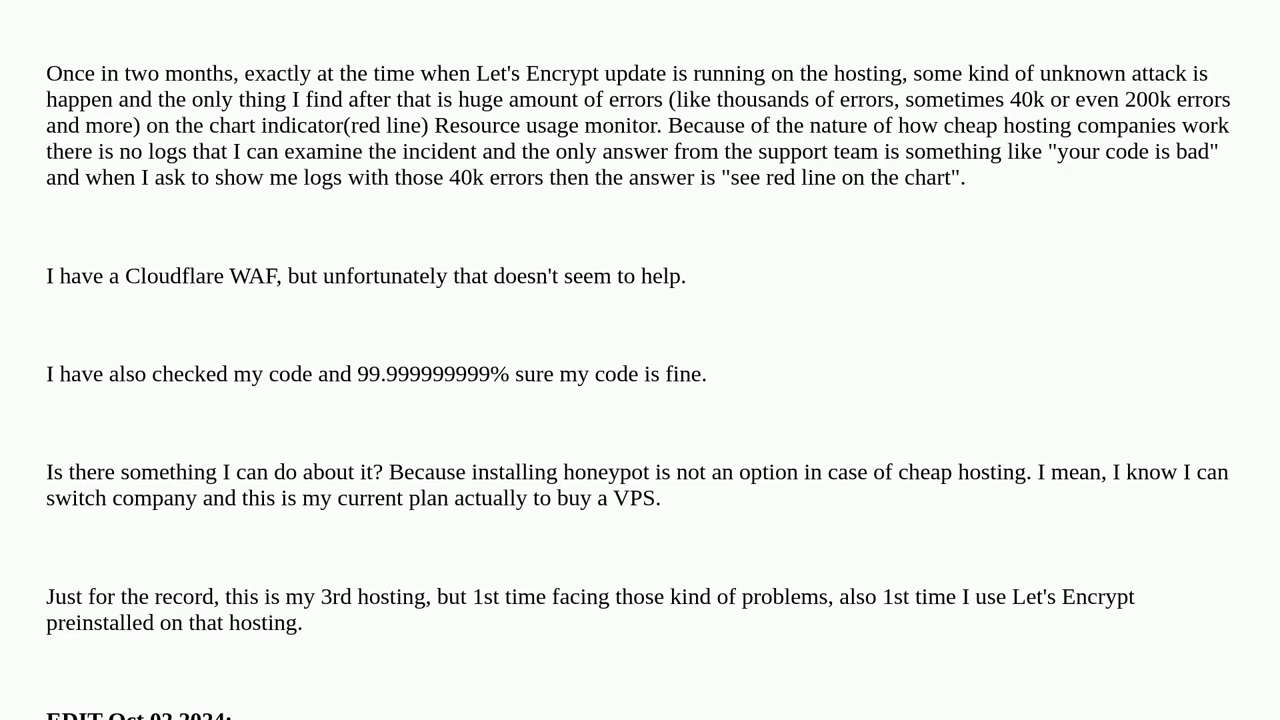 Once in two months, exactly at the time when Let's Encrypt update is running on the hosting, some kind of unknown attack is
happen and the only thing I find after that is huge amount of errors (like thousands of errors, sometimes 40k or even 200k errors
and more) on the chart indicator(red line) Resource usage monitor. Because of the nature of how cheap hosting companies work
there is no logs that I can examine the incident and the only answer from the support team is something like "your code is bad"
and when I ask to show me logs with those 40k errors then the answer is "see red line on the chart".
I have a Cloudflare WAF, but unfortunately that doesn't seem to help.
I have also checked my code and 99.999999999% sure my code is fine.
Is there something I can do about it? Because installing honeypot is not an option in case of cheap hosting. I mean, I know I can
switch company and this is my current plan actually to buy a VPS.
Just for the record, this is my 3rd hosting, but 1st time facing those kind of problems, also 1st time I use Let's Encrypt
preinstalled on that hosting.
EDIT Oct 02 2024: